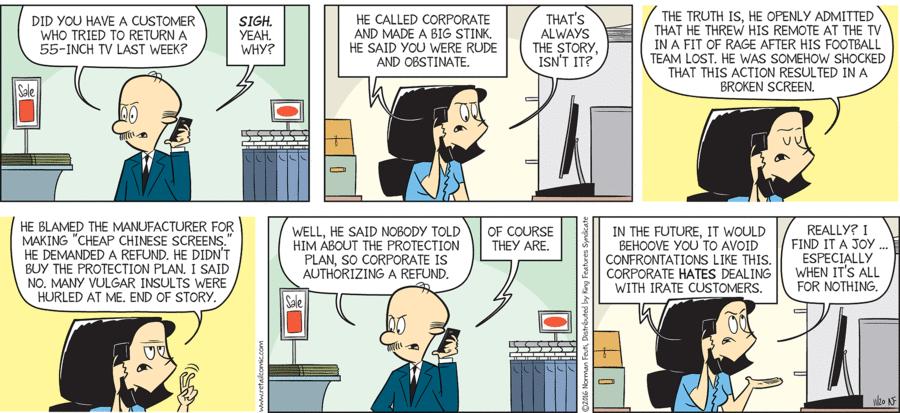 DID YOU HAVE A CUSTOMER
WHO TRIED TO RETURN A
55-INCH TV LAST WEEK?
SIGH.
YEAH.
WHY?
Sale
HE CALLED CORPORATE
AND MADE A BIG STINK.
HE SAID YOU WERE RUDE
AND OBSTINATE.
THAT'S
ALWAYS
THE STORY,
ISN'T IT?
THE TRUTH IS, HE OPENLY ADMITTED
THAT HE THREW HIS REMOTE AT THE TV
IN A FIT OF RAGE AFTER HIS FOOTBALL
TEAM LOST. HE WAS SOMEHOW SHOCKED
THAT THIS ACTION RESULTED IN A
BROKEN SCREEN.
HE BLAMED THE MANUFACTURER FOR
MAKING "CHEAP CHINESE SCREENS."
HE DEMANDED A REFUND. HE DIDN'T
BUY THE PROTECTION PLAN. I SAID
NO. MANY VULGAR INSULTS WERE
HURLED AT ME. END OF STORY.
www.retailcomic.com
WELL, HE SAID NOBODY TOLD
HIM ABOUT THE PROTECTION
PLAN, SO CORPORATE IS
AUTHORIZING A REFUND.
OF COURSE
THEY ARE.
Sale
©2016 Norman Feuti, Distributed by King Features Syndicate
IN THE FUTURE, IT WOULD
BEHOOVE YOU TO AVOID
CONFRONTATIONS LIKE THIS.
CORPORATE HATES DEALING
WITH IRATE CUSTOMERS.
REALLY? I
FIND IT A JOY ...
ESPECIALLY
WHEN IT'S ALL
FOR NOTHING.
11/20 NF